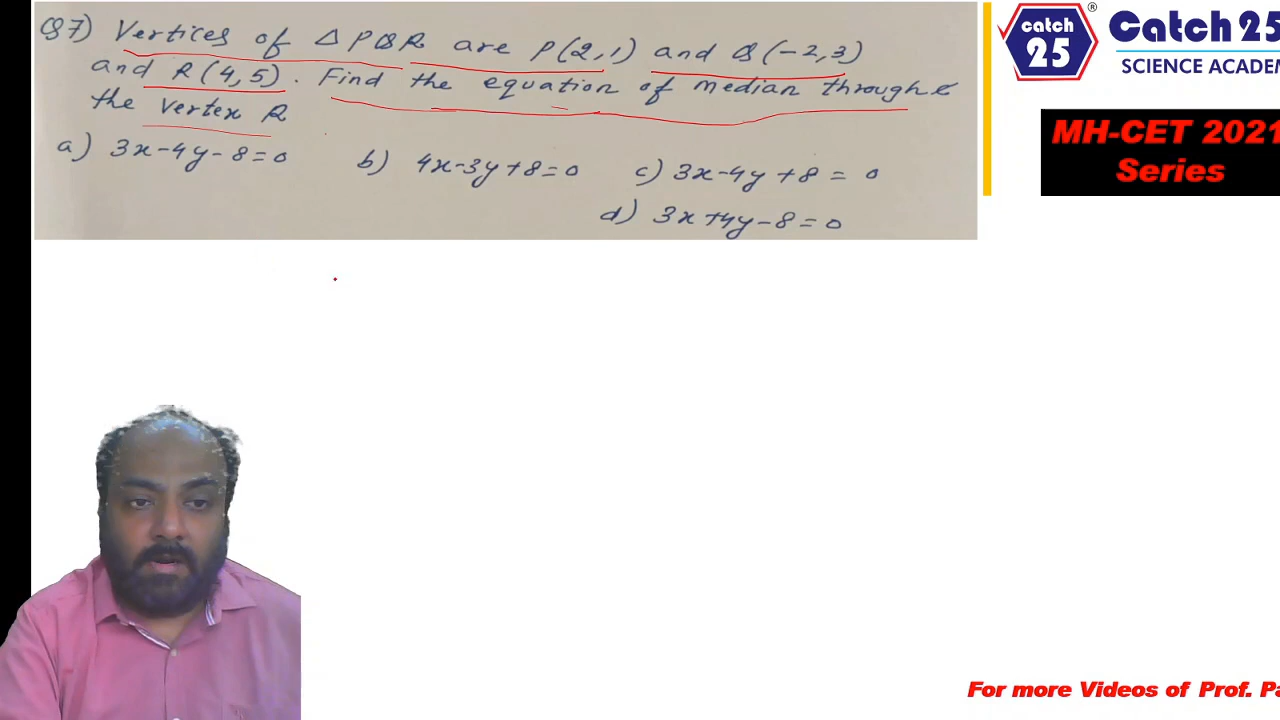 Q7) Vertices of △PQR are P(2,1) and Q(-2,3)
and R(4,5). Find the equation of median through
the vertex R
a) 3x-4y-8=0
b) 4x-3y+8=0
c) 3x-4y+8=0
d) 3x+4y-8=0
catch
25
®
Catch 25
SCIENCE ACADEM
MH-CET 2021
Series
For more Videos of Prof. Pa